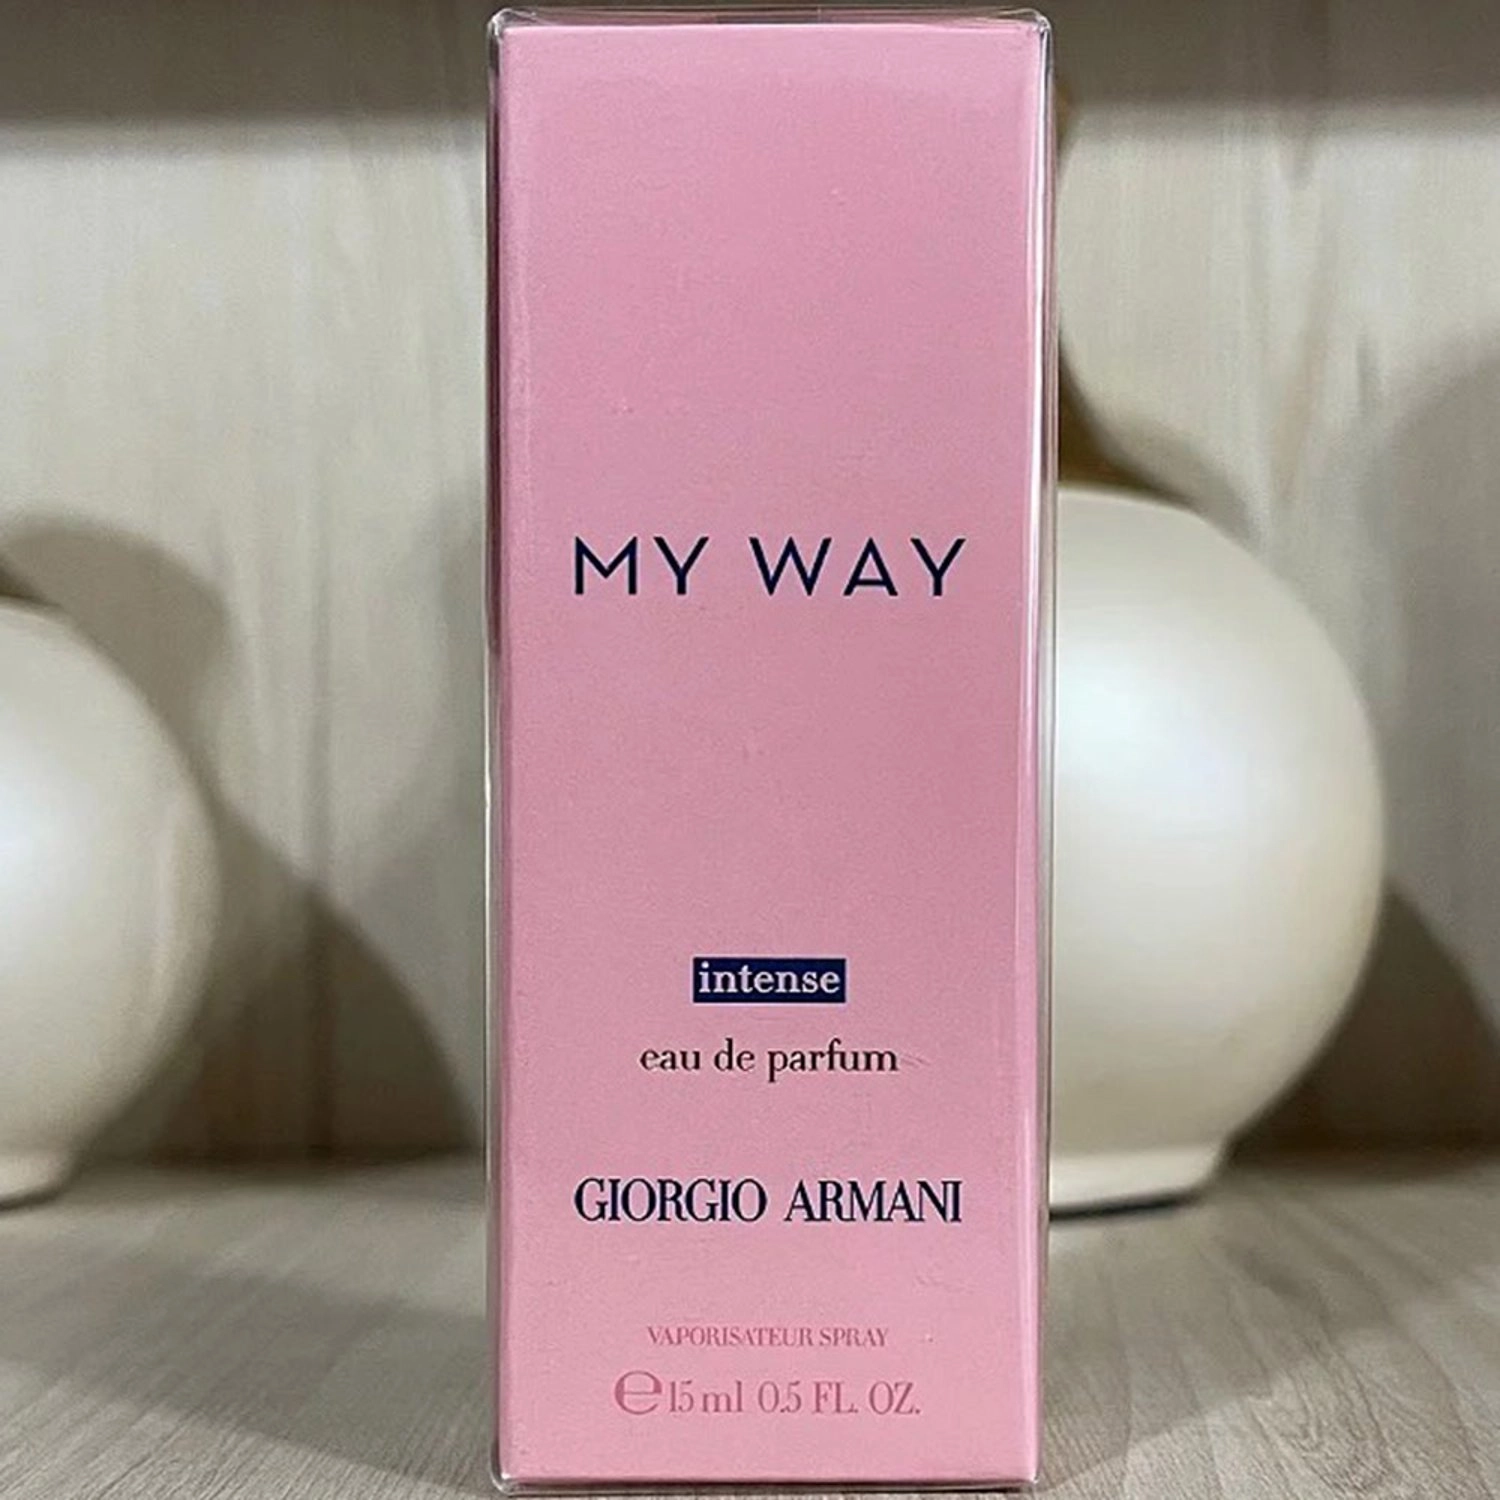 MY WAY
intense
eau de parfum
GIORGIO ARMANI
VAPORISATEUR SPRAY
℮ 15 ml 0.5 FL. OZ.